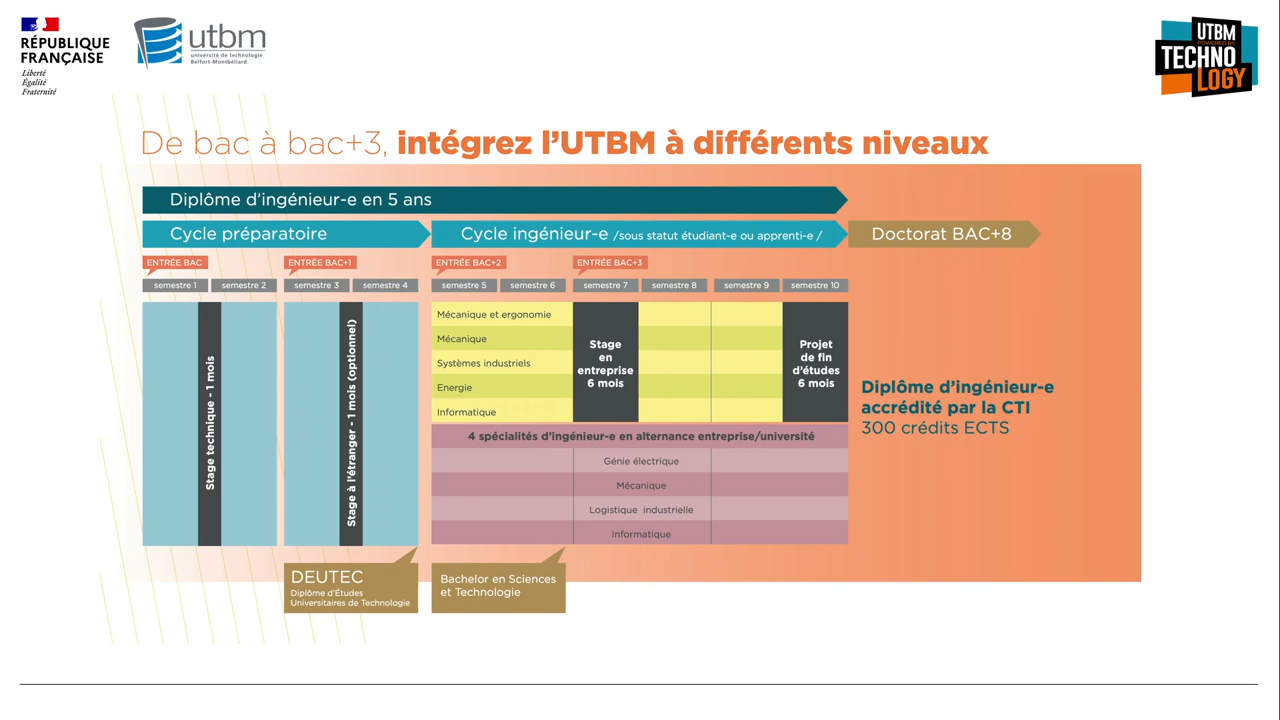 RÉPUBLIQUE
FRANÇAISE
Liberté
Égalité
Fraternité
utbm
université de technologie
Belfort-Montbéliard
UTBM
POWERED BY
TECHNO
LOGY
De bac à bac+3, intégrez l'UTBM à différents niveaux
Diplôme d'ingénieur-e en 5 ans
Cycle préparatoire
Cycle ingénieur-e /sous statut étudiant-e ou apprenti-e /
Doctorat BAC+8
ENTRÉE BAC
ENTRÉE BAC+1
ENTRÉE BAC+2
ENTRÉE BAC+3
semestre 1
semestre 2
semestre 3
semestre 4
semestre 5
semestre 6
semestre 7
semestre 8
semestre 9
semestre 10
Stage technique - 1 mois
Stage à l'étranger - 1 mois (optionnel)
Mécanique et ergonomie
Mécanique
Systèmes industriels
Energie
Informatique
Stage
en
entreprise
6 mois
Projet
de fin
d'études
6 mois
4 spécialités d'ingénieur-e en alternance entreprise/université
Génie électrique
Mécanique
Logistique industrielle
Informatique
Diplôme d'ingénieur-e
accrédité par la CTI
300 crédits ECTS
DEUTEC
Diplôme d'Études
Universitaires de Technologie
Bachelor en Sciences
et Technologie